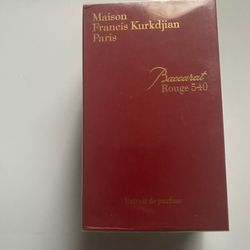 Maison
Francis Kurkdjian
Paris
Baccarat
Rouge 540
Extrait de parfum